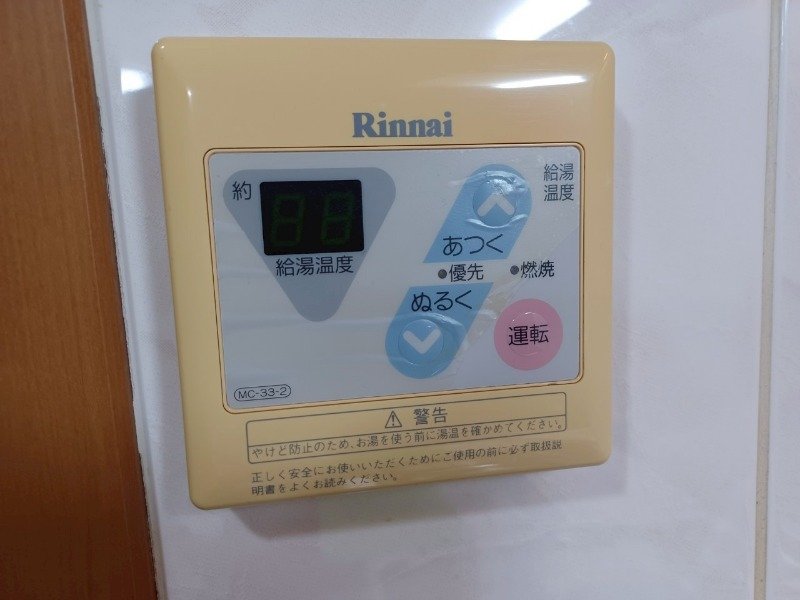 Rinnai
約
給湯温度
給湯
温度
あつく
優先
燃焼
ぬるく
運転
MC-33-2
警告
やけど防止のため、お湯を使う前に湯温を確かめてください。
正しく安全にお使いいただくためにご使用の前に必ず取扱説
明書をよくお読みください。